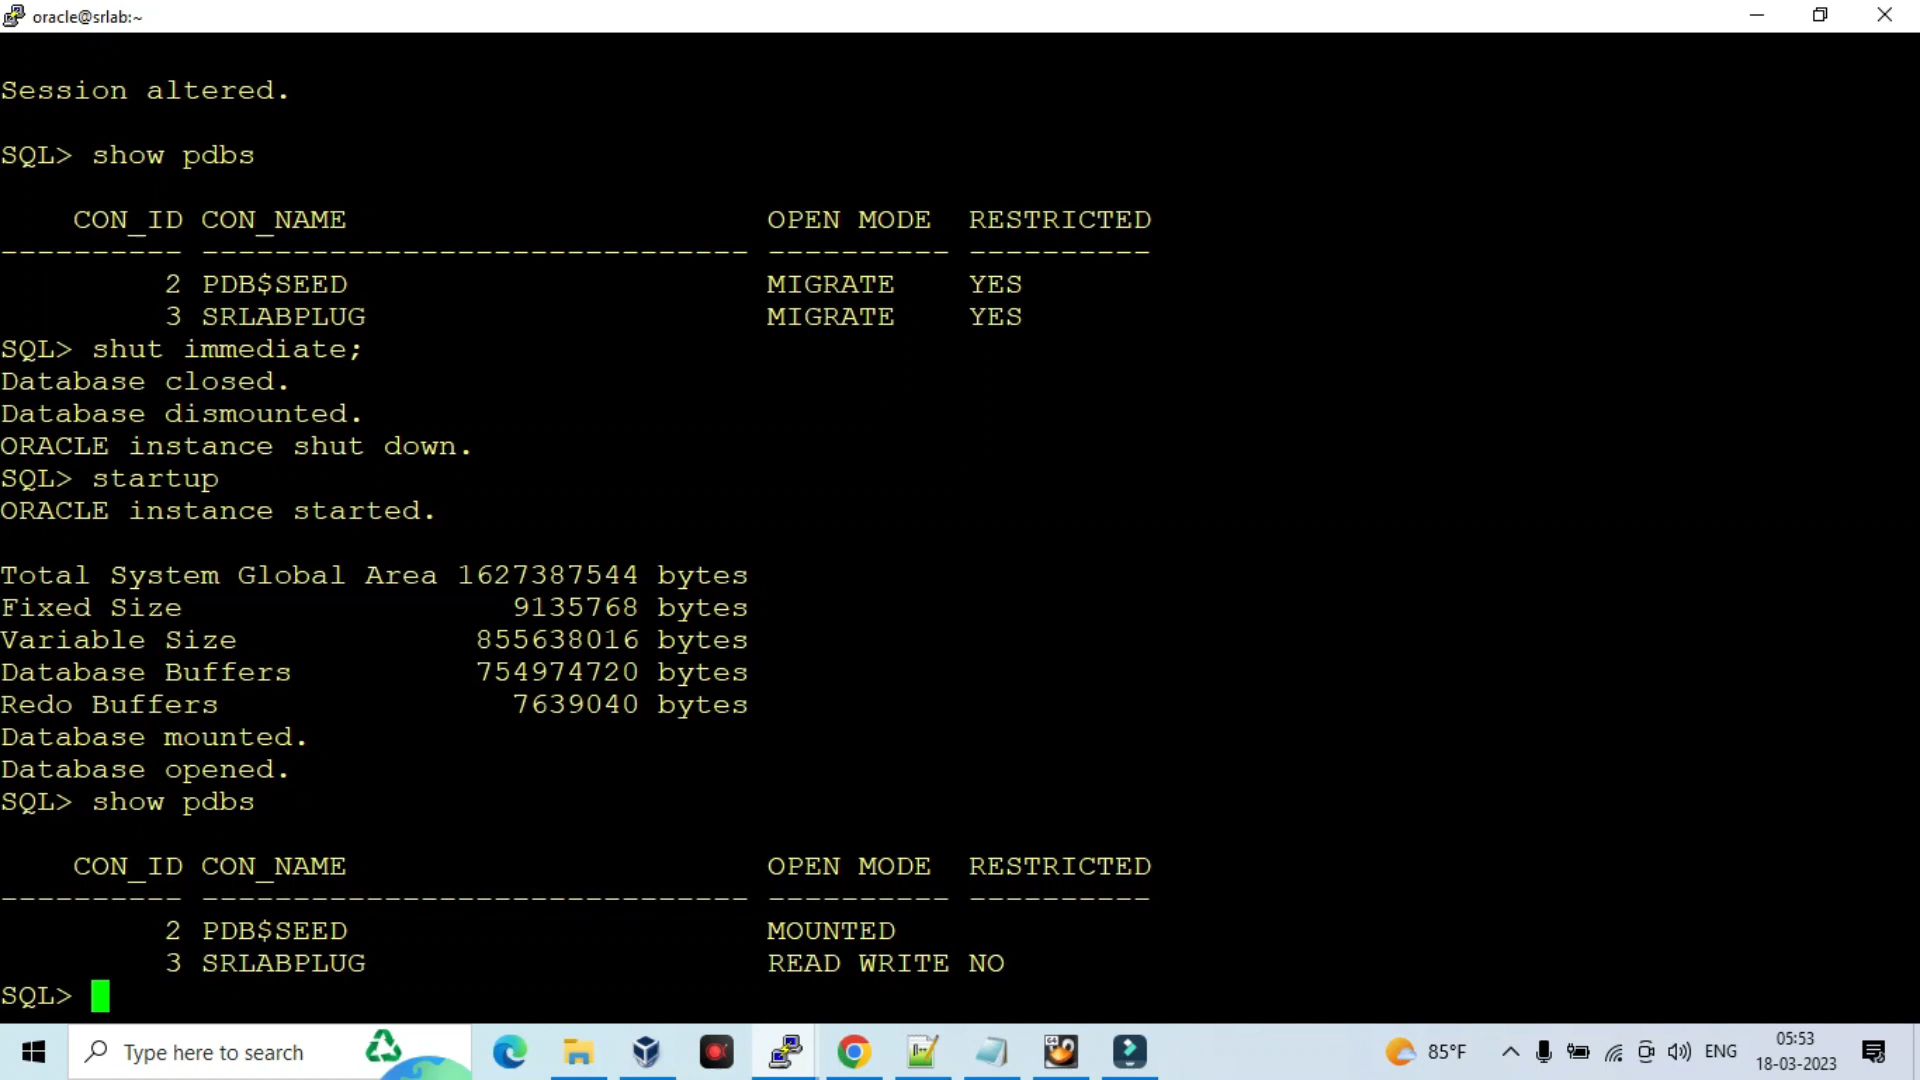 oracle@srlab:~
Session altered.
SQL> show pdbs
    CON_ID CON_NAME                       OPEN MODE  RESTRICTED
---------- ------------------------------ ---------- ----------
         2 PDB$SEED                       MIGRATE    YES
         3 SRLABPLUG                      MIGRATE    YES
SQL> shut immediate;
Database closed.
Database dismounted.
ORACLE instance shut down.
SQL> startup
ORACLE instance started.
Total System Global Area 1627387544 bytes
Fixed Size                  9135768 bytes
Variable Size             855638016 bytes
Database Buffers          754974720 bytes
Redo Buffers                7639040 bytes
Database mounted.
Database opened.
SQL> show pdbs
    CON_ID CON_NAME                       OPEN MODE  RESTRICTED
---------- ------------------------------ ---------- ----------
         2 PDB$SEED                       MOUNTED
         3 SRLABPLUG                      READ WRITE NO
SQL>
Type here to search
85°F
ENG
05:53
18-03-2023